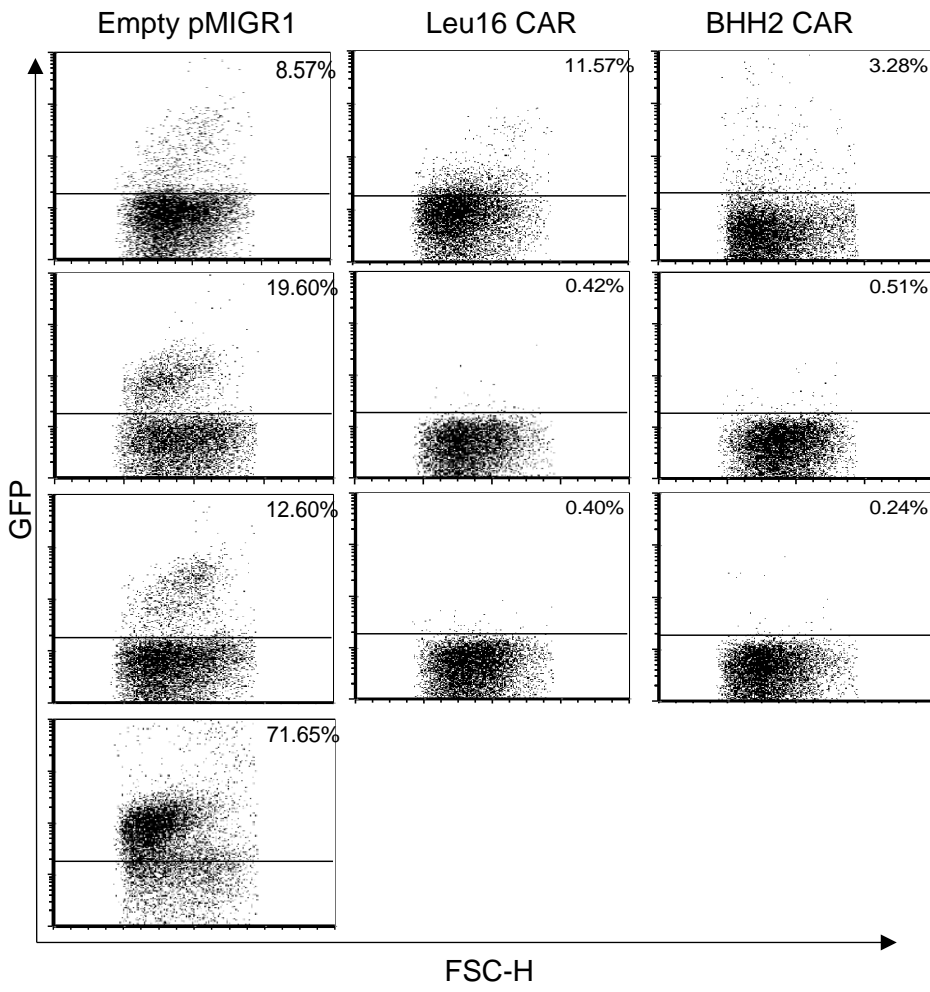 Empty pMIGR1 Leu16 CAR BHH2 CAR
8.57% 11.57% 3.28%
19.60% 0.42% 0.51%
12.60% 0.40% 0.24%
71.65%
GFP
FSC-H